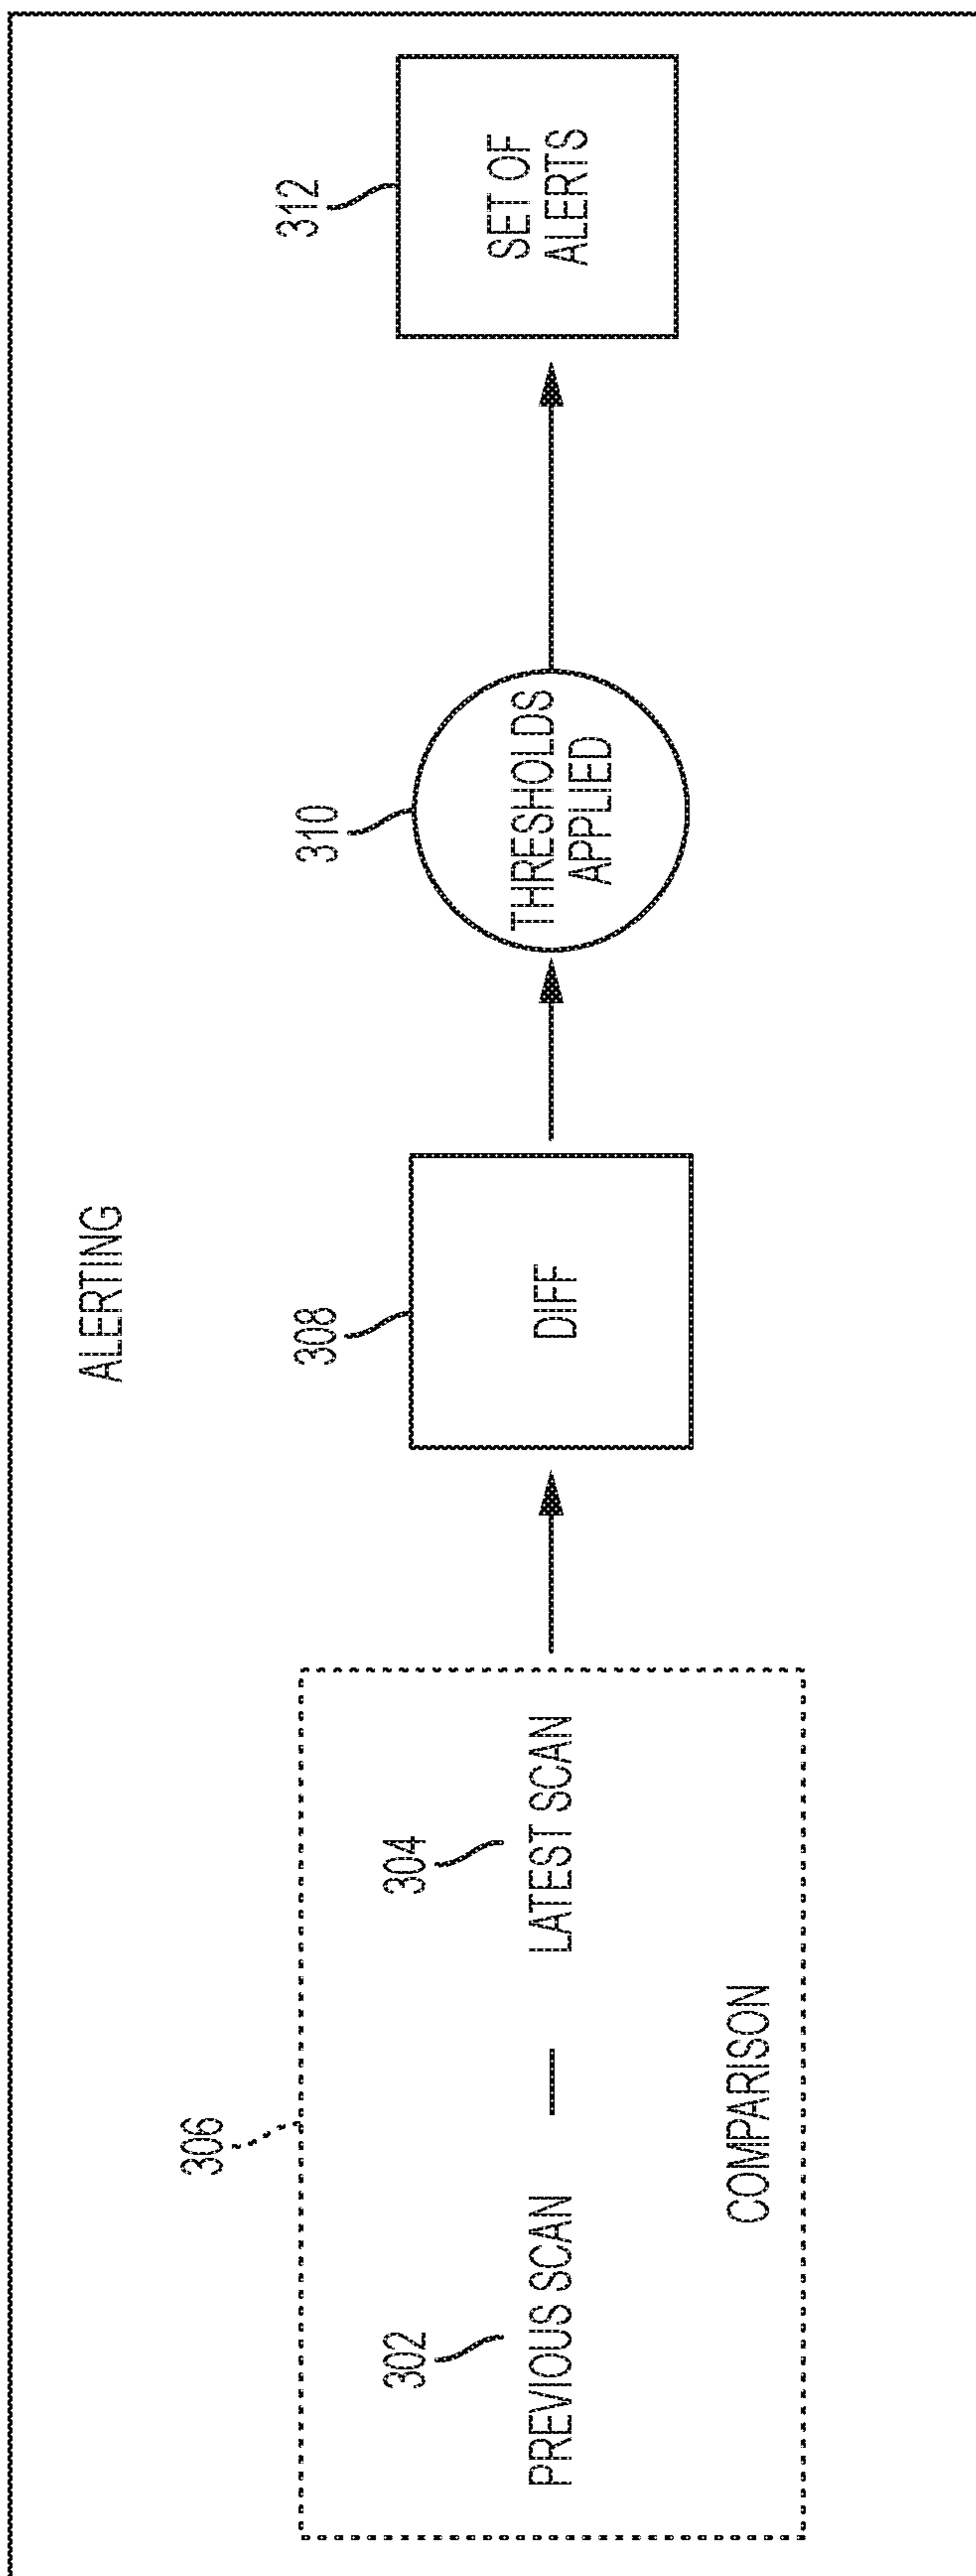 ALERTING
306
302
PREVIOUS SCAN
—
304
LATEST SCAN
COMPARISON
308
DIFF
310
THRESHOLDS
APPLIED
312
SET OF
ALERTS